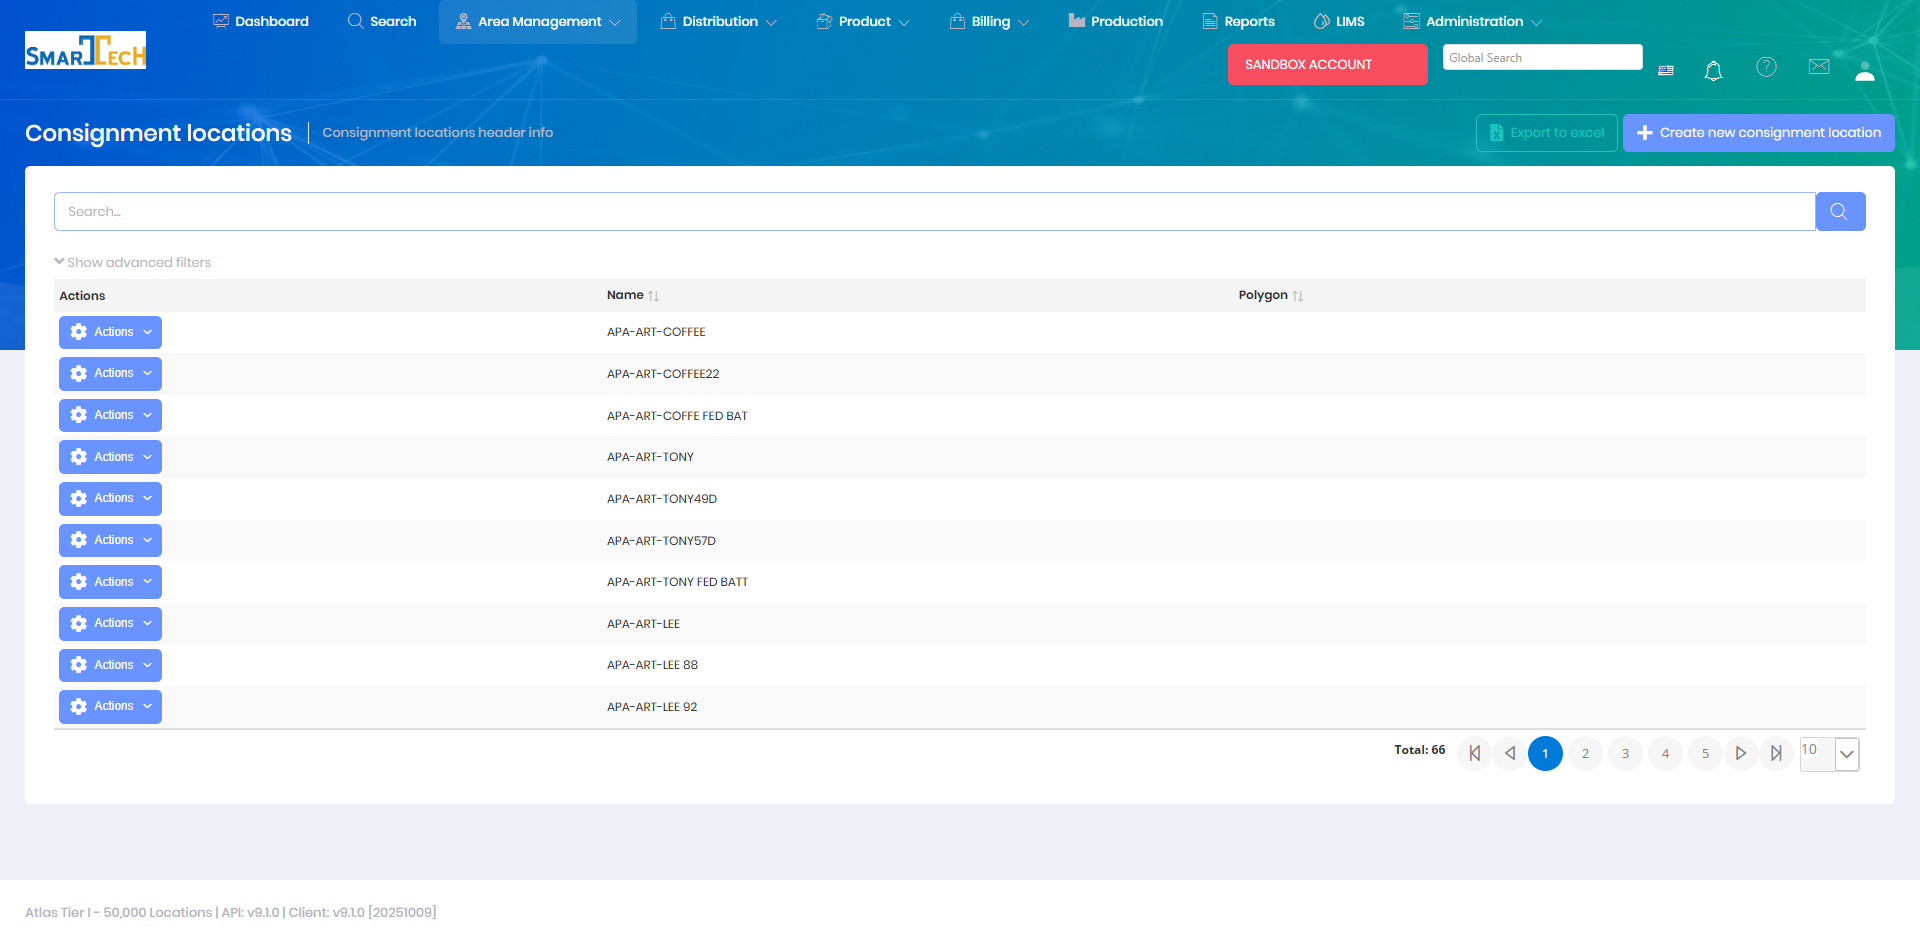 SMARTTECH
Dashboard
Search
Area Management
Distribution
Product
Billing
Production
Reports
LIMS
Administration
SANDBOX ACCOUNT
Global Search
Consignment locations
Consignment locations header info
Export to excel
Create new consignment location
Search...
Show advanced filters
Actions Name Polygon
Actions APA-ART-COFFEE
Actions APA-ART-COFFEE22
Actions APA-ART-COFFE FED BAT
Actions APA-ART-TONY
Actions APA-ART-TONY49D
Actions APA-ART-TONY57D
Actions APA-ART-TONY FED BATT
Actions APA-ART-LEE
Actions APA-ART-LEE 88
Actions APA-ART-LEE 92
Total: 66 1 2 3 4 5 10
Atlas Tier I - 50,000 Locations | API: v9.1.0 | Client: v9.1.0 [20251009]